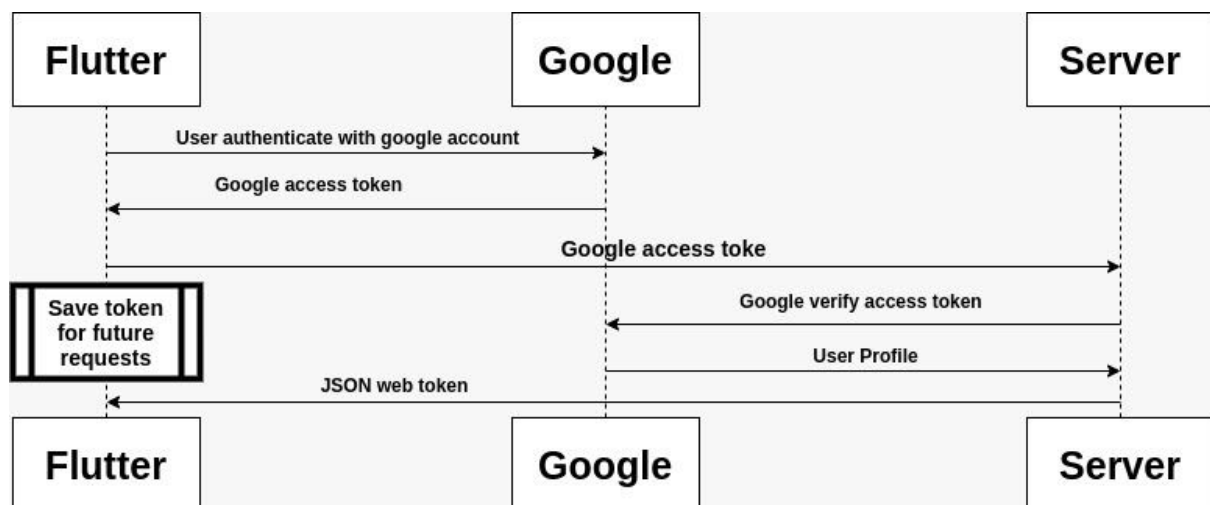 Flutter
Google
Server
User authenticate with google account
Google access token
Google access toke
Save token
for future
requests
Google verify access token
User Profile
JSON web token
Flutter
Google
Server